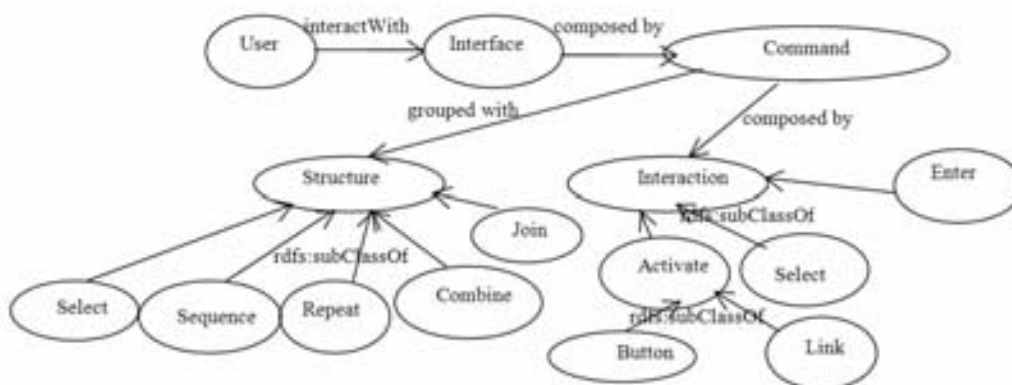 User
interactWith
Interface
composed by
Command
grouped with
composed by
Structure
Interaction
Enter
rdfs:subClassOf
Join
Activate
Select
rdfs:subClassOf
Select
Sequence
Repeat
Combine
rdfs:subClassOf
Button
Link